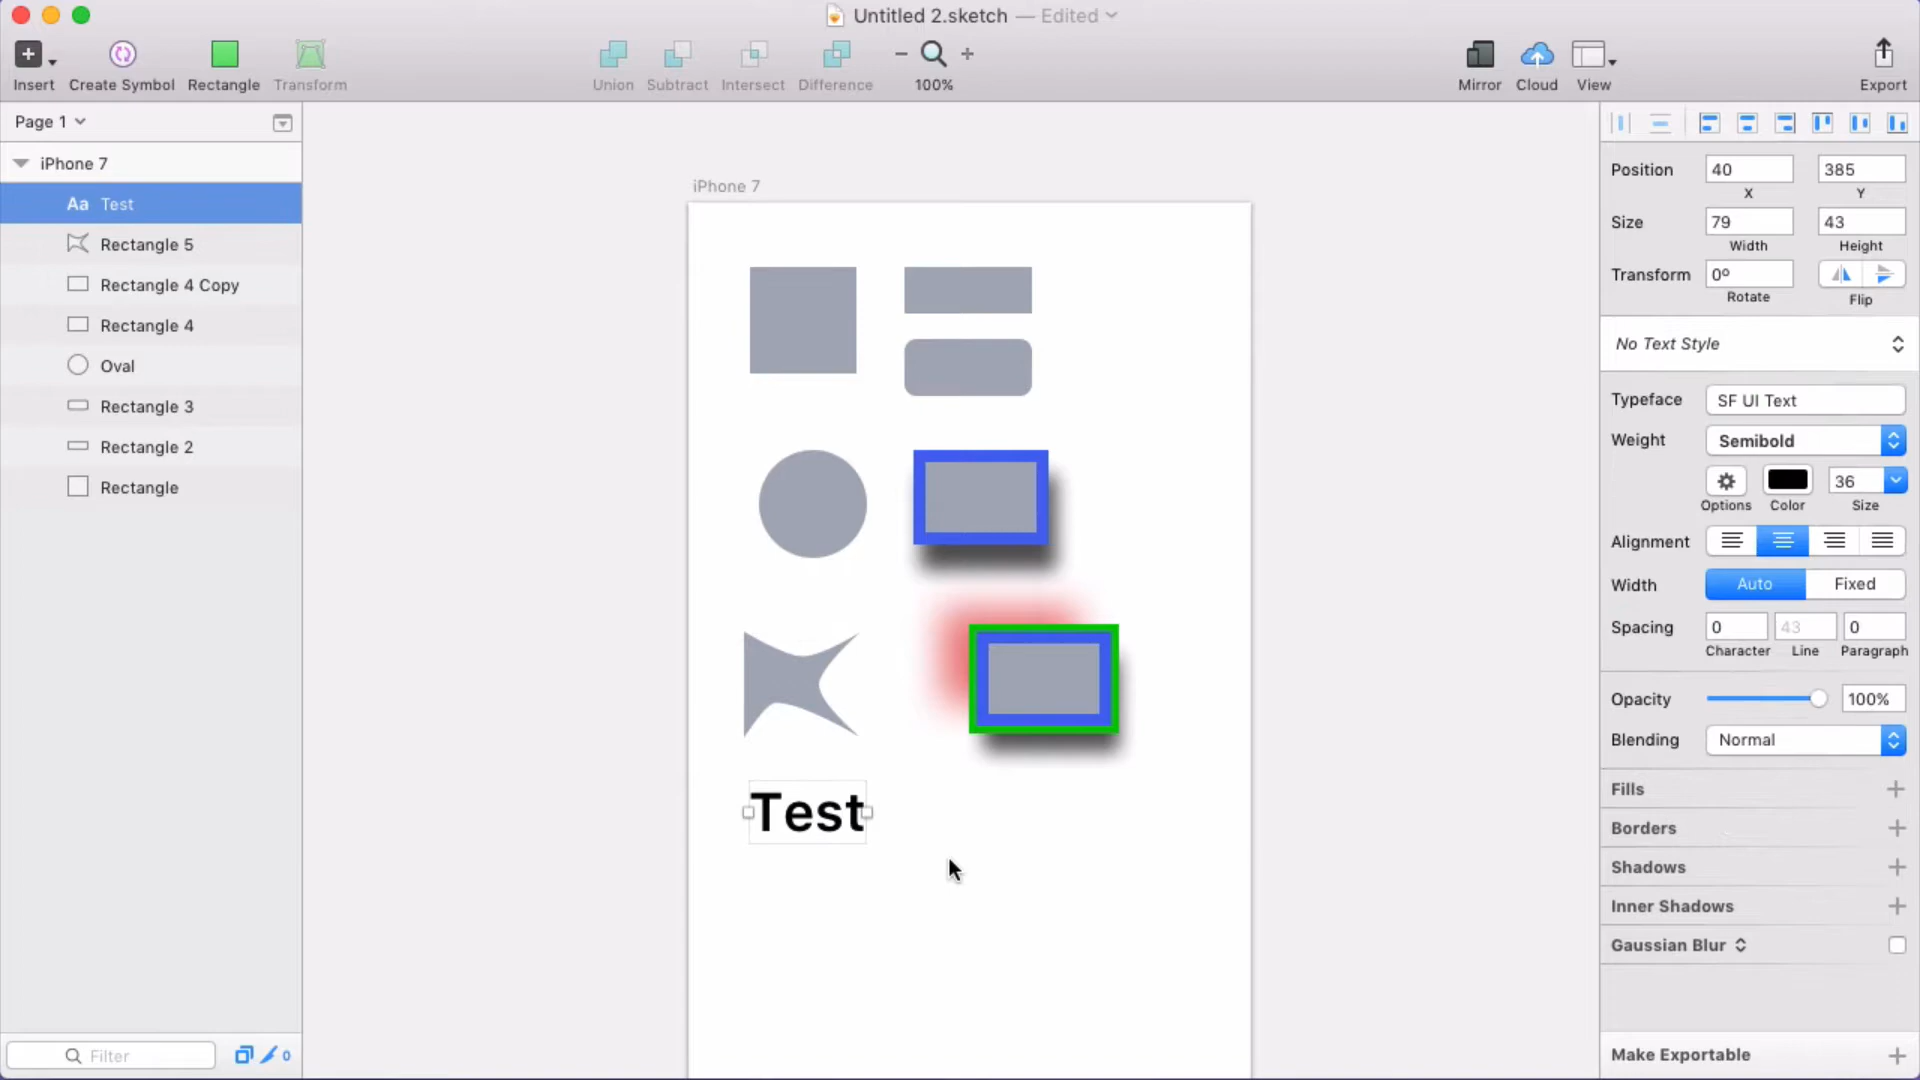 Untitled 2.sketch — Edited
Insert
Create Symbol
Rectangle
Transform
Union
Subtract
Intersect
Difference
100%
Mirror
Cloud
View
Export
Page 1
iPhone 7
Aa Test
Rectangle 5
Rectangle 4 Copy
Rectangle 4
Oval
Rectangle 3
Rectangle 2
Rectangle
Filter
0
iPhone 7
Test
Position 40 385
X Y
Size 79 43
Width Height
Transform 0º
Rotate Flip
No Text Style
Typeface SF UI Text
Weight Semibold
36
Options Color Size
Alignment
Width Auto Fixed
Spacing 0 43 0
Character Line Paragraph
Opacity 100%
Blending Normal
Fills
Borders
Shadows
Inner Shadows
Gaussian Blur
Make Exportable